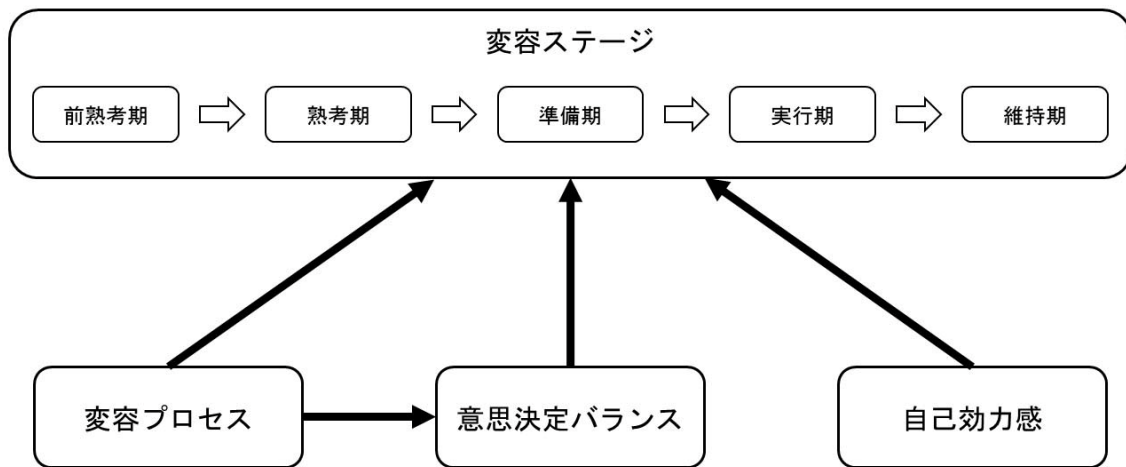 変容ステージ
前熟考期
熟考期
準備期
実行期
維持期
変容プロセス
意思決定バランス
自己効力感